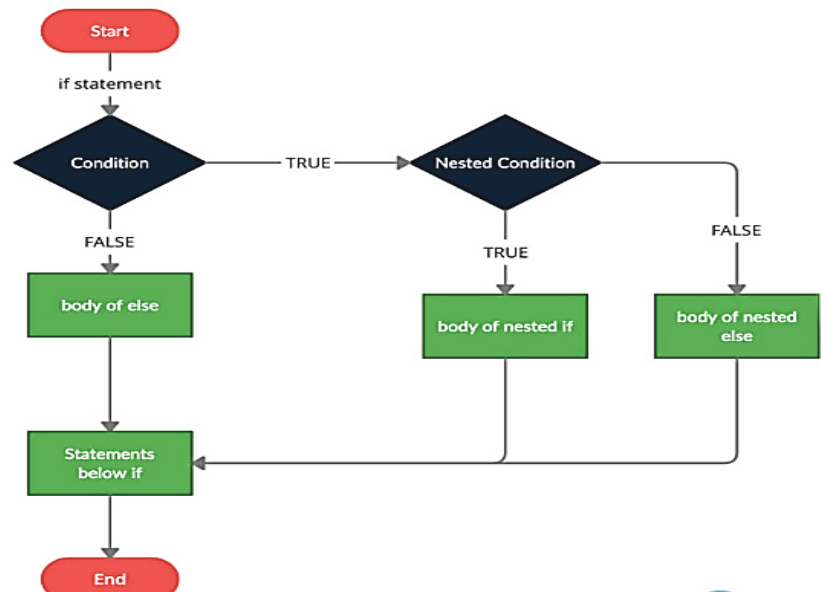 Start
if statement
Condition
TRUE
Nested Condition
FALSE
TRUE
FALSE
body of else
body of nested if
body of nested
else
Statements
below if
End